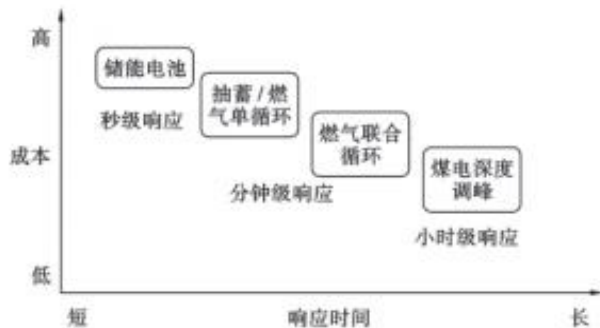 高
储能电池
抽蓄/燃
气单循环
秒级响应
燃气联合
循环
成本
煤电深度
调峰
分钟级响应
小时级响应
低
短
响应时间
长